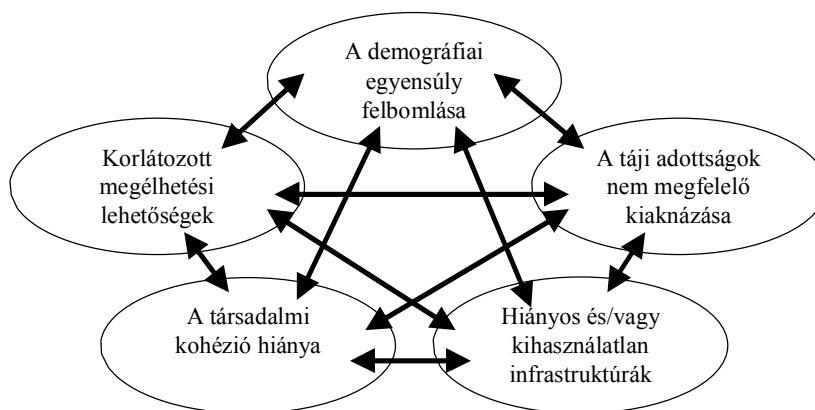 A demográfiai
egyensúly
felbomlása
Korlátozott
megélhetési
lehetőségek
A táji adottságok
nem megfelelő
kiaknázása
A társadalmi
kohézió hiánya
Hiányos és/vagy
kihasználatlan
infrastruktúrák